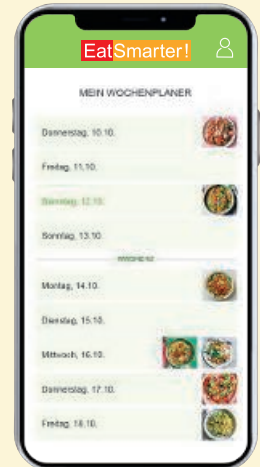 EatSmarter!
MEIN WOCHENPLANER
Donnerstag, 10.10.
Freitag, 11.10.
Samstag, 12.10.
Sonntag, 13.10.
Montag, 14.10.
Dienstag, 15.10.
Mittwoch, 16.10.
Donnerstag, 17.10.
Freitag, 18.10.